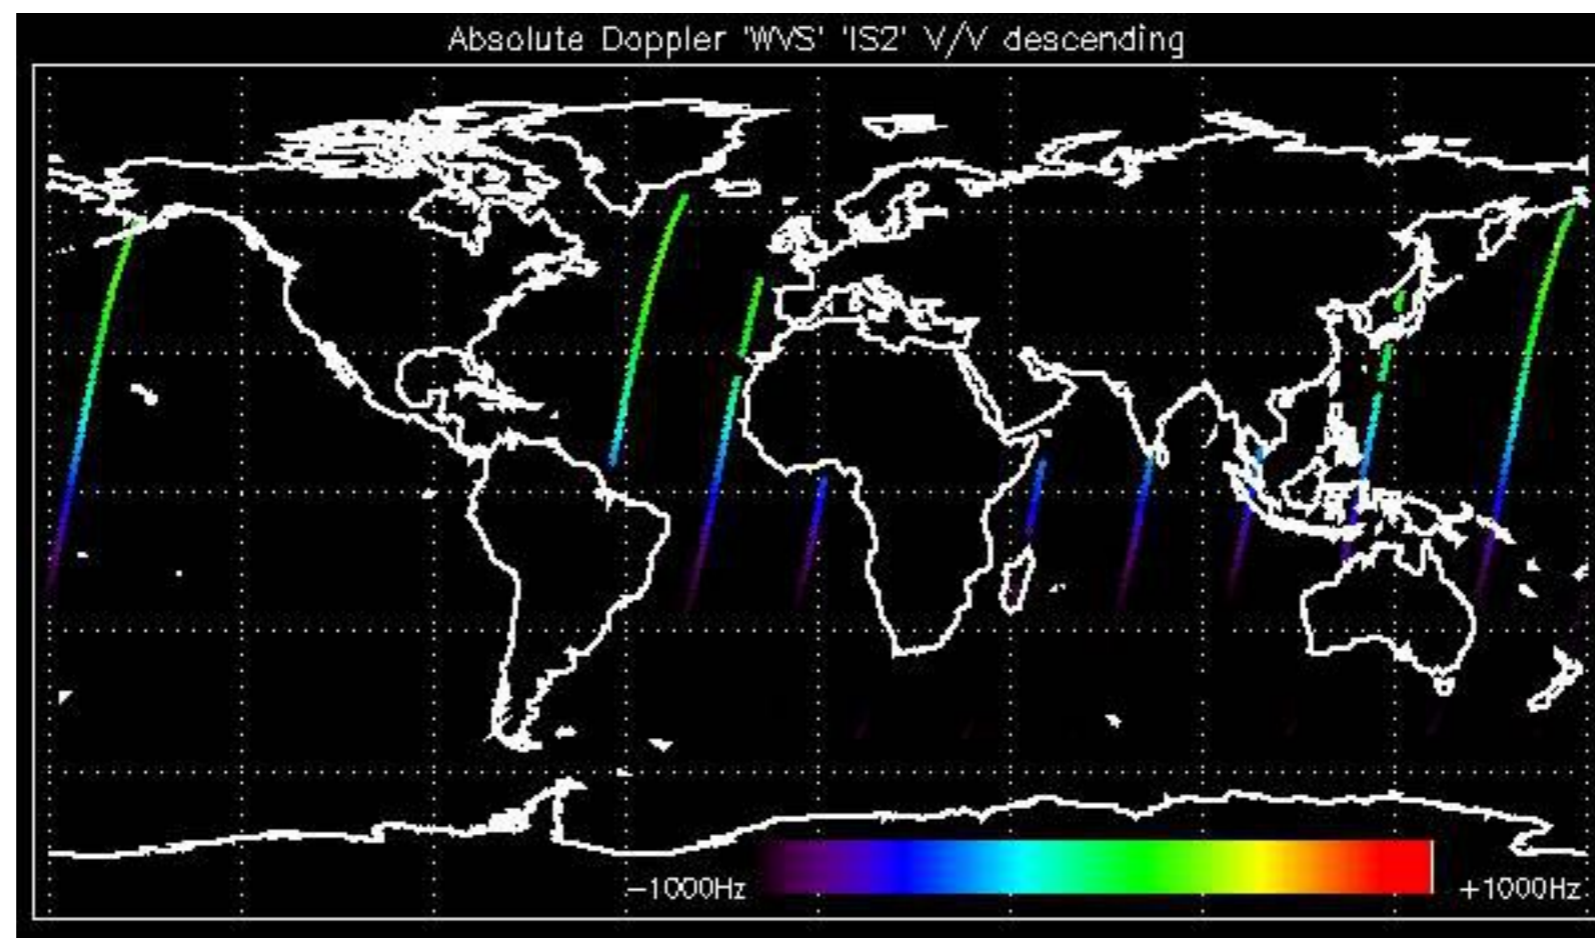 Absolute Doppler 'WVS' 'IS2' V/V descending
-1000Hz
+1000Hz